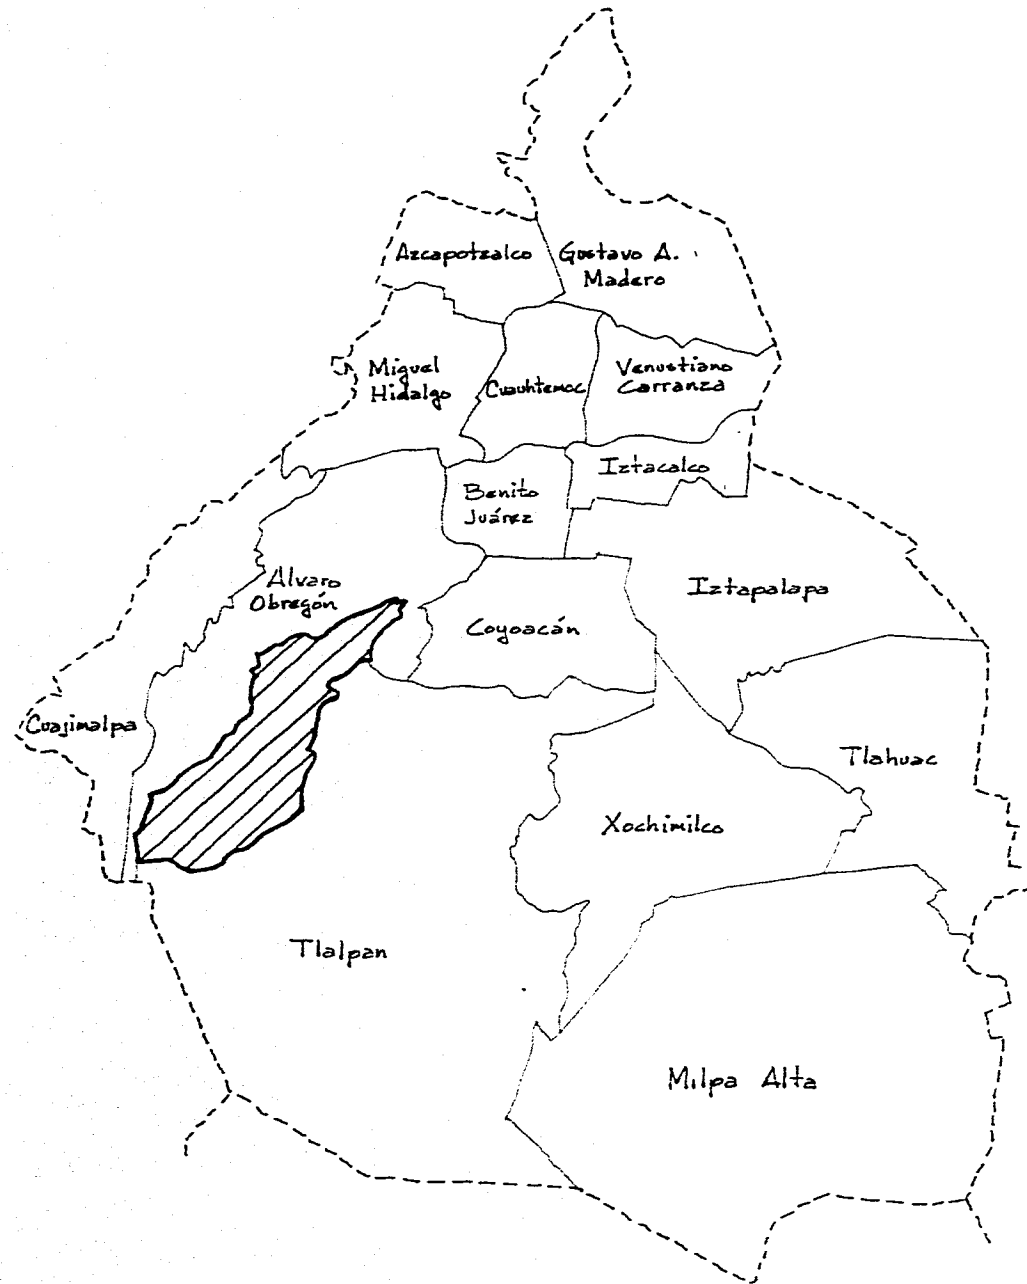 Azcapotzalco
Gustavo A.
Madero
Miguel
Hidalgo
Cuauhtemoc
Venustiano
Carranza
Iztacalco
Benito
Juárez
Alvaro
Obregón
Coyoacán
Iztapalapa
Cuajimalpa
Tlahuac
Xochimilco
Tlalpan
Milpa Alta